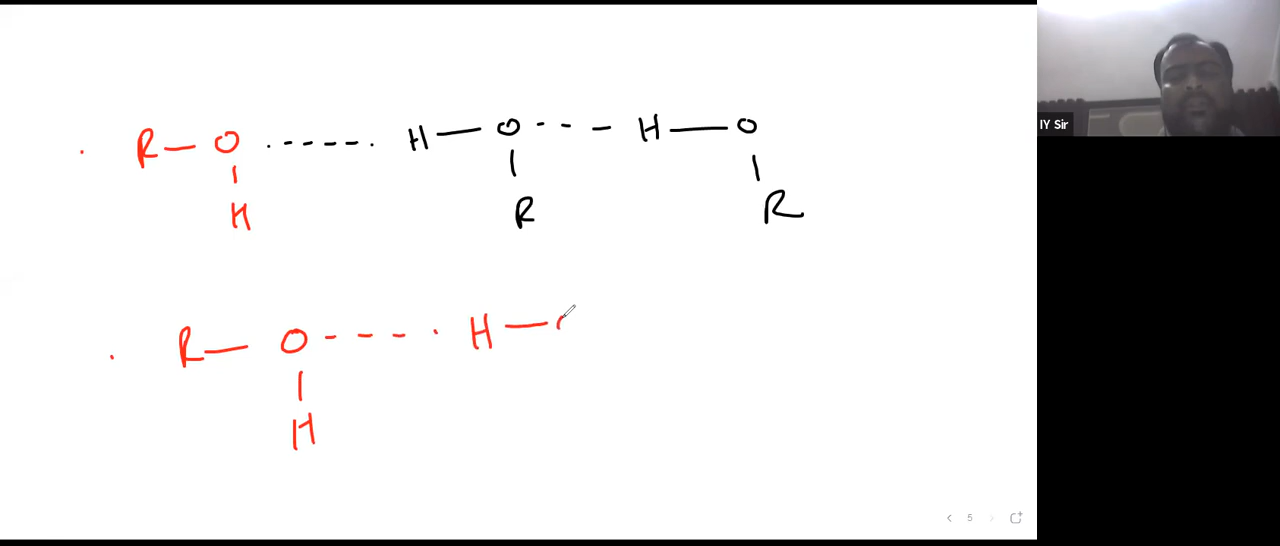 R — O ------ H — O --- H — O
H
R
R
R — O ---- H —
H
IY Sir
5